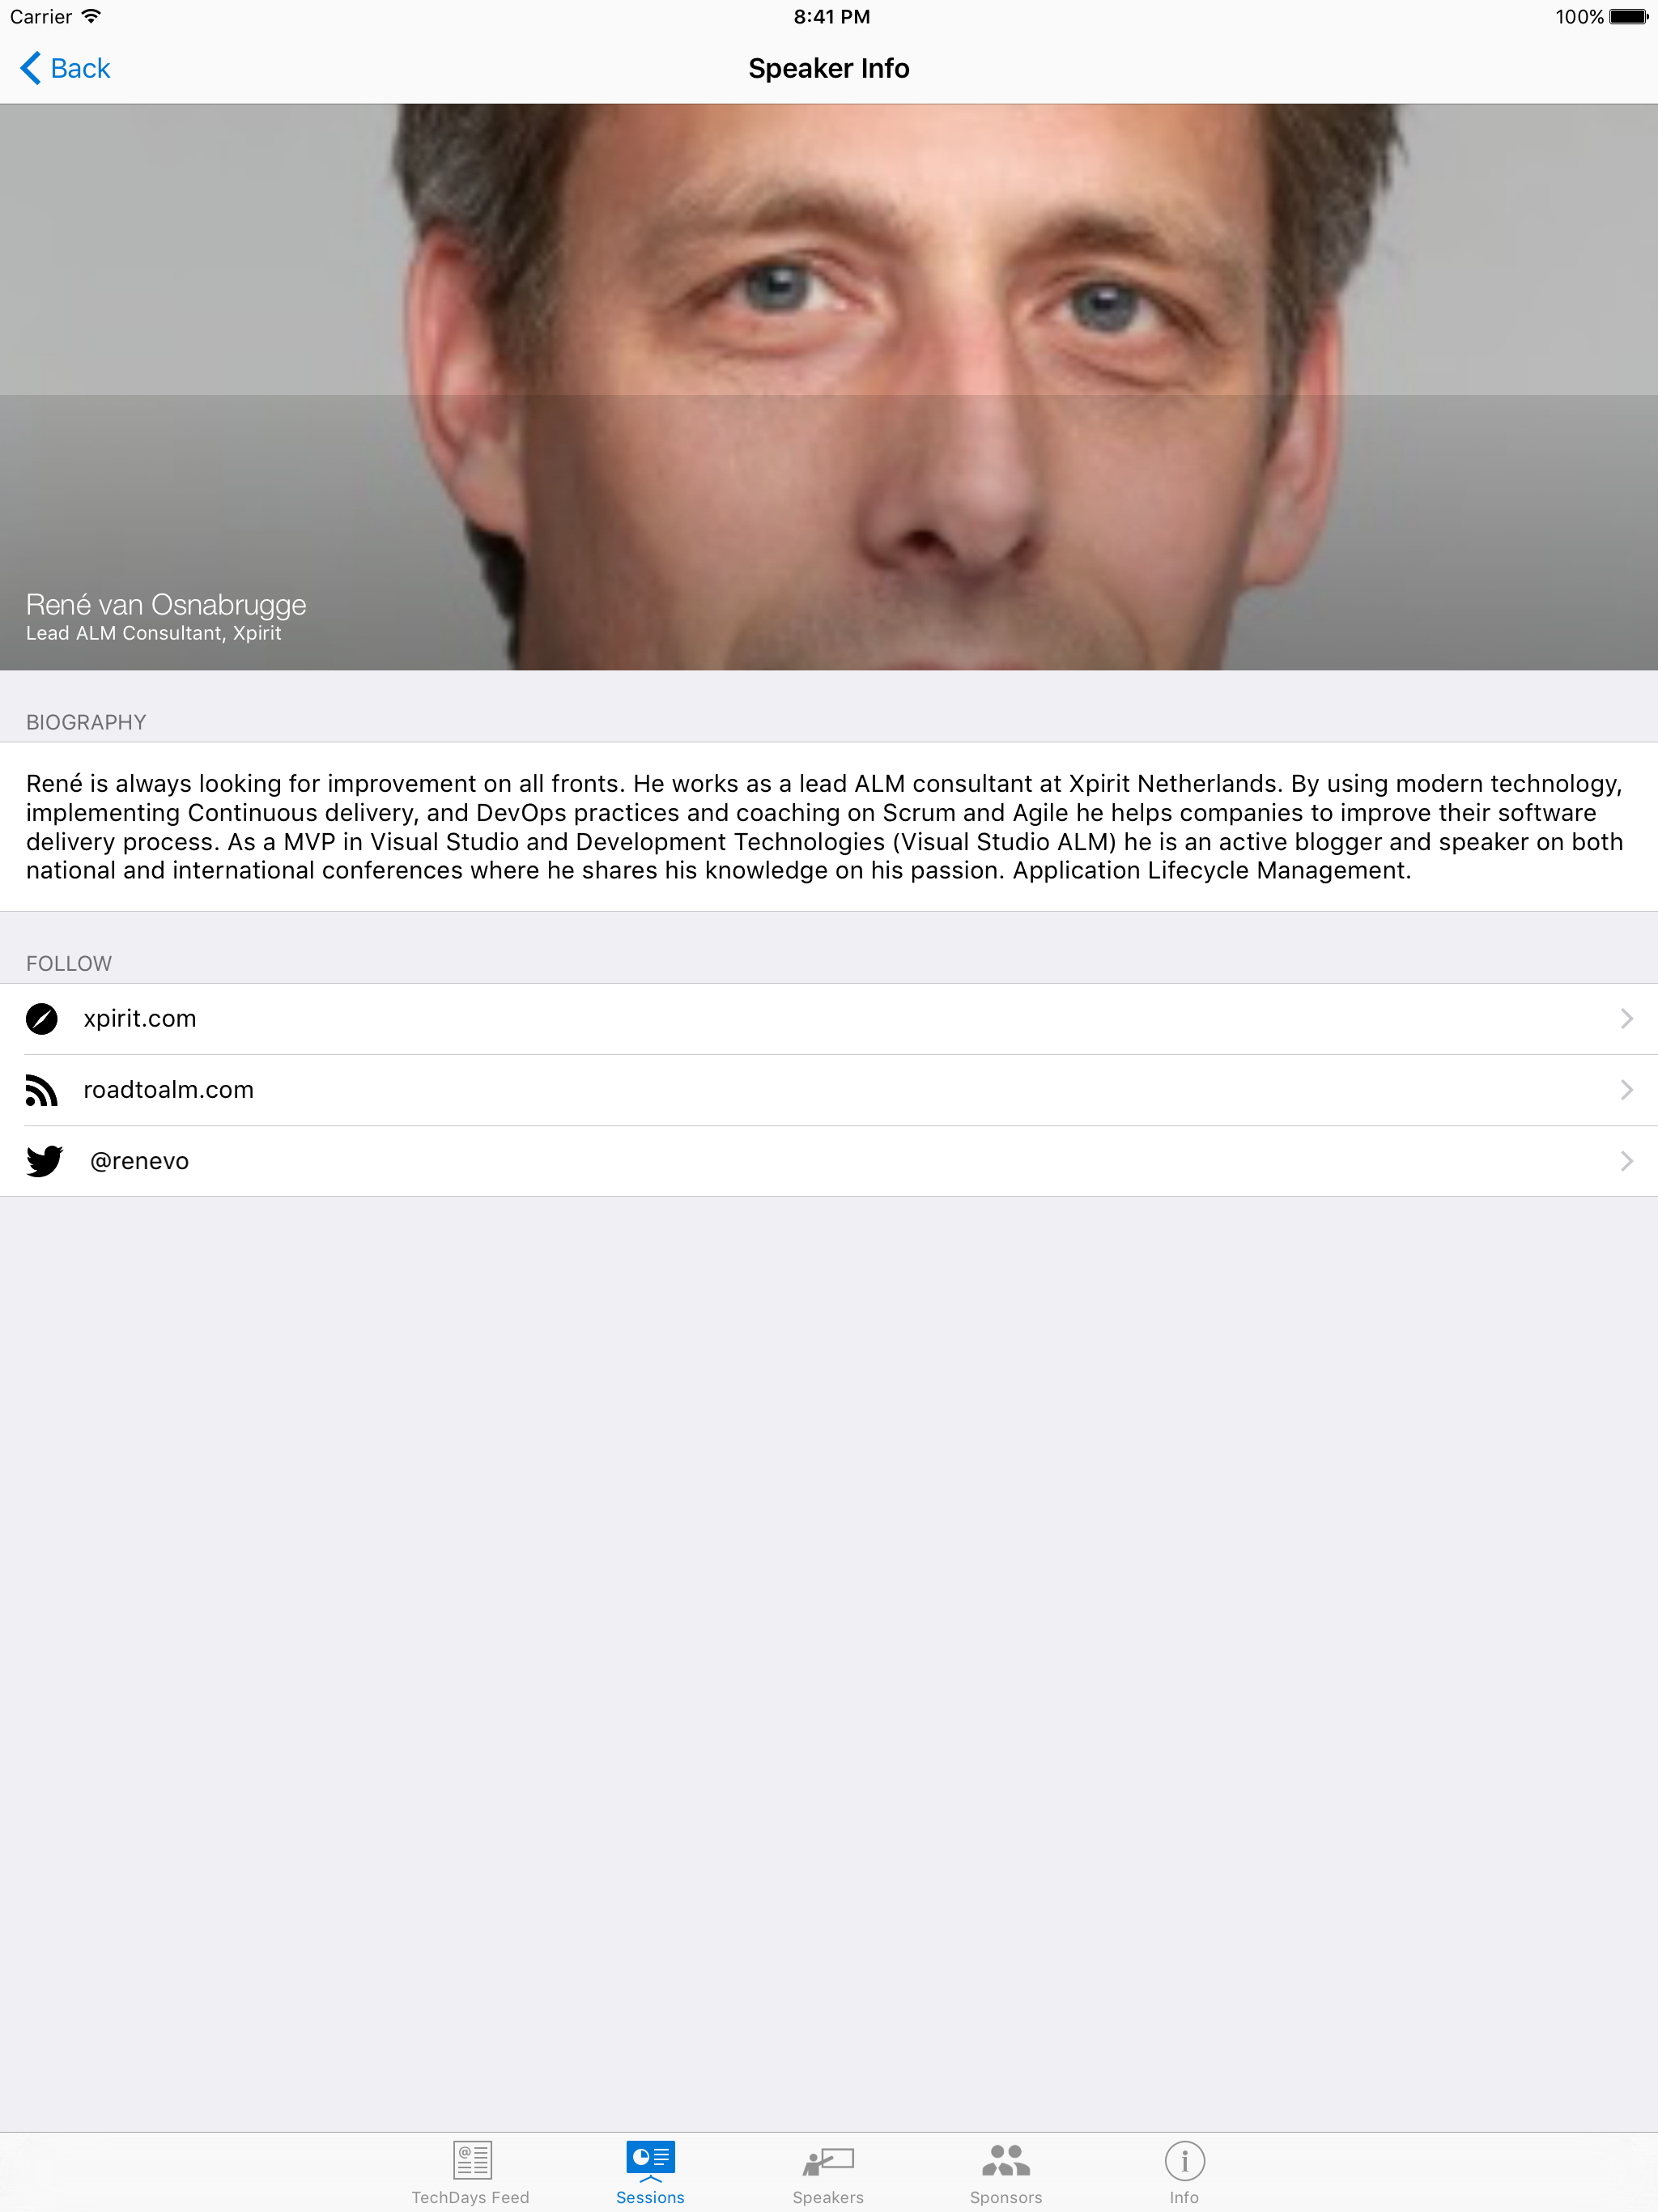 Carrier 8:41 PM 100%
Back Speaker Info
René van Osnabrugge
Lead ALM Consultant, Xpirit
BIOGRAPHY
René is always looking for improvement on all fronts. He works as a lead ALM consultant at Xpirit Netherlands. By using modern technology,
implementing Continuous delivery, and DevOps practices and coaching on Scrum and Agile he helps companies to improve their software
delivery process. As a MVP in Visual Studio and Development Technologies (Visual Studio ALM) he is an active blogger and speaker on both
national and international conferences where he shares his knowledge on his passion. Application Lifecycle Management.
FOLLOW
xpirit.com
roadtoalm.com
@renevo
TechDays Feed Sessions Speakers Sponsors Info